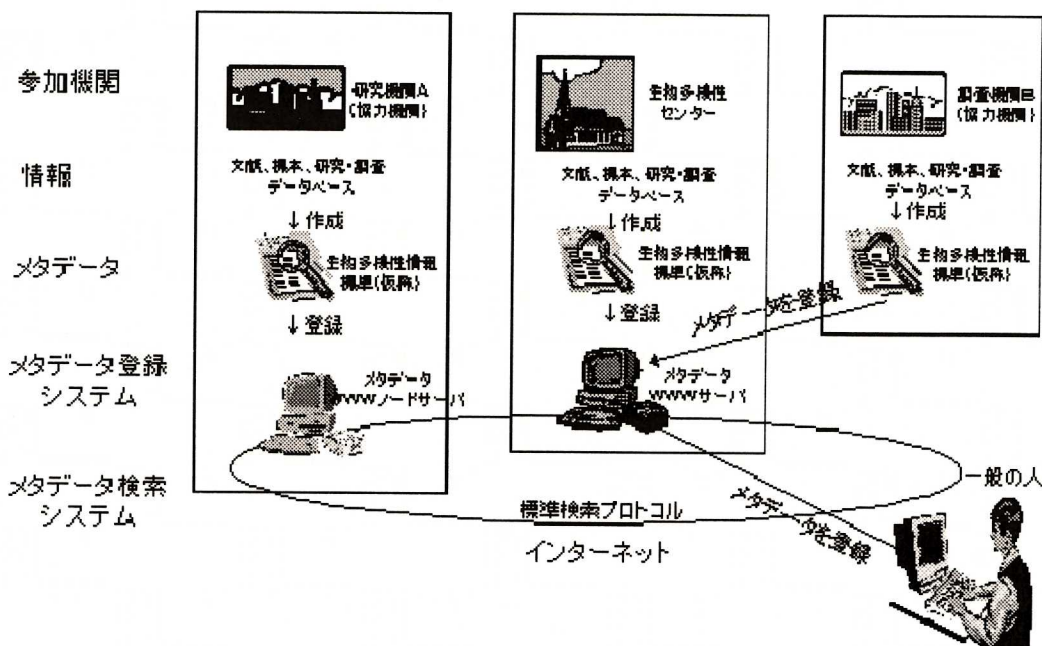 参加機関
研究機関A
(協力機関)
生物多様性
センター
調査機関B
(協力機関)
情報
文献、標本、研究・調査
データベース
文献、標本、研究・調査
データベース
文献、標本、研究・調査
データベース
↓作成
↓作成
↓作成
メタデータ
生物多様性情報
標準(仮称)
生物多様性情報
標準(仮称)
生物多様性情報
標準(仮称)
↓登録
↓登録
メタデータを登録
メタデータ登録
システム
メタデータ
WWWノードサーバ
メタデータ
WWWサーバ
メタデータ検索
システム
標準検索プロトコル
インターネット
メタデータを登録
一般の人